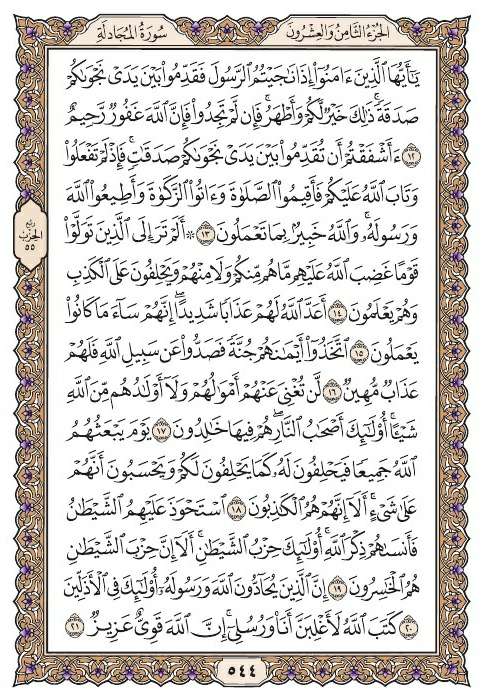 الجزء الثامن والعشرون
سورة المجادلة
يَٰٓأَيُّهَا ٱلَّذِينَ ءَامَنُوٓا۟ إِذَا نَٰجَيْتُمُ ٱلرَّسُولَ فَقَدِّمُوا۟ بَيْنَ يَدَىْ نَجْوَىٰكُمْ
صَدَقَةً ۚ ذَٰلِكَ خَيْرٌ لَّكُمْ وَأَطْهَرُ ۚ فَإِن لَّمْ تَجِدُوا۟ فَإِنَّ ٱللَّهَ غَفُورٌ رَّحِيمٌ
١٢ ءَأَشْفَقْتُمْ أَن تُقَدِّمُوا۟ بَيْنَ يَدَىْ نَجْوَىٰكُمْ صَدَقَٰتٍ ۚ فَإِذْ لَمْ تَفْعَلُوا۟
وَتَابَ ٱللَّهُ عَلَيْكُمْ فَأَقِيمُوا۟ ٱلصَّلَوٰةَ وَءَاتُوا۟ ٱلزَّكَوٰةَ وَأَطِيعُوا۟ ٱللَّهَ
وَرَسُولَهُۥ ۚ وَٱللَّهُ خَبِيرٌۢ بِمَا تَعْمَلُونَ ١٣ ۞ أَلَمْ تَرَ إِلَى ٱلَّذِينَ تَوَلَّوْا۟
قَوْمًا غَضِبَ ٱللَّهُ عَلَيْهِم مَّا هُم مِّنكُمْ وَلَا مِنْهُمْ وَيَحْلِفُونَ عَلَى ٱلْكَذِبِ
وَهُمْ يَعْلَمُونَ ١٤ أَعَدَّ ٱللَّهُ لَهُمْ عَذَابًا شَدِيدًا ۖ إِنَّهُمْ سَآءَ مَا كَانُوا۟
يَعْمَلُونَ ١٥ ٱتَّخَذُوٓا۟ أَيْمَٰنَهُمْ جُنَّةً فَصَدُّوا۟ عَن سَبِيلِ ٱللَّهِ فَلَهُمْ
عَذَابٌ مُّهِينٌ ١٦ لَّن تُغْنِىَ عَنْهُمْ أَمْوَٰلُهُمْ وَلَآ أَوْلَٰدُهُم مِّنَ ٱللَّهِ
شَيْـًٔا ۚ أُو۟لَٰٓئِكَ أَصْحَٰبُ ٱلنَّارِ ۖ هُمْ فِيهَا خَٰلِدُونَ ١٧ يَوْمَ يَبْعَثُهُمُ
ٱللَّهُ جَمِيعًا فَيَحْلِفُونَ لَهُۥ كَمَا يَحْلِفُونَ لَكُمْ ۖ وَيَحْسَبُونَ أَنَّهُمْ
عَلَىٰ شَىْءٍ ۚ أَلَآ إِنَّهُمْ هُمُ ٱلْكَٰذِبُونَ ١٨ ٱسْتَحْوَذَ عَلَيْهِمُ ٱلشَّيْطَٰنُ
فَأَنسَىٰهُمْ ذِكْرَ ٱللَّهِ ۚ أُو۟لَٰٓئِكَ حِزْبُ ٱلشَّيْطَٰنِ ۚ أَلَآ إِنَّ حِزْبَ ٱلشَّيْطَٰنِ
هُمُ ٱلْخَٰسِرُونَ ١٩ إِنَّ ٱلَّذِينَ يُحَآدُّونَ ٱللَّهَ وَرَسُولَهُۥٓ أُو۟لَٰٓئِكَ فِى ٱلْأَذَلِّينَ
٢٠ كَتَبَ ٱللَّهُ لَأَغْلِبَنَّ أَنَا۠ وَرُسُلِىٓ ۚ إِنَّ ٱللَّهَ قَوِىٌّ عَزِيزٌ ٢١
ربع
الحزب
٥٥
٥٤٤